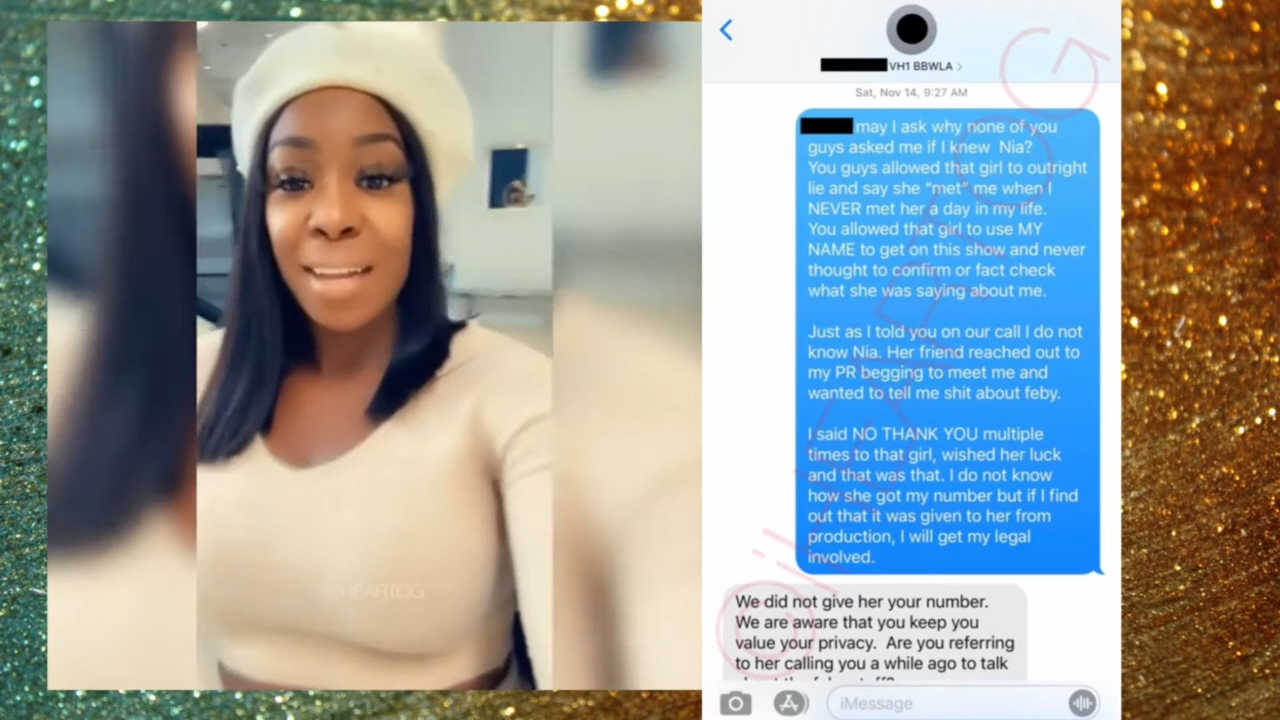 VH1 BBWLA >
Sat, Nov 14, 9:27 AM
may I ask why none of you
guys asked me if I knew Nia?
You guys allowed that girl to outright
lie and say she “met” me when I
NEVER met her a day in my life.
You allowed that girl to use MY
NAME to get on this show and never
thought to confirm or fact check
what she was saying about me.
Just as I told you on our call I do not
know Nia. Her friend reached out to
my PR begging to meet me and
wanted to tell me shit about feby.
I said NO THANK YOU multiple
times to that girl, wished her luck
and that was that. I do not know
how she got my number but if I find
out that it was given to her from
production, I will get my legal
involved.
We did not give her your number.
We are aware that you keep you
value your privacy. Are you referring
to her calling you a while ago to talk
iMessage